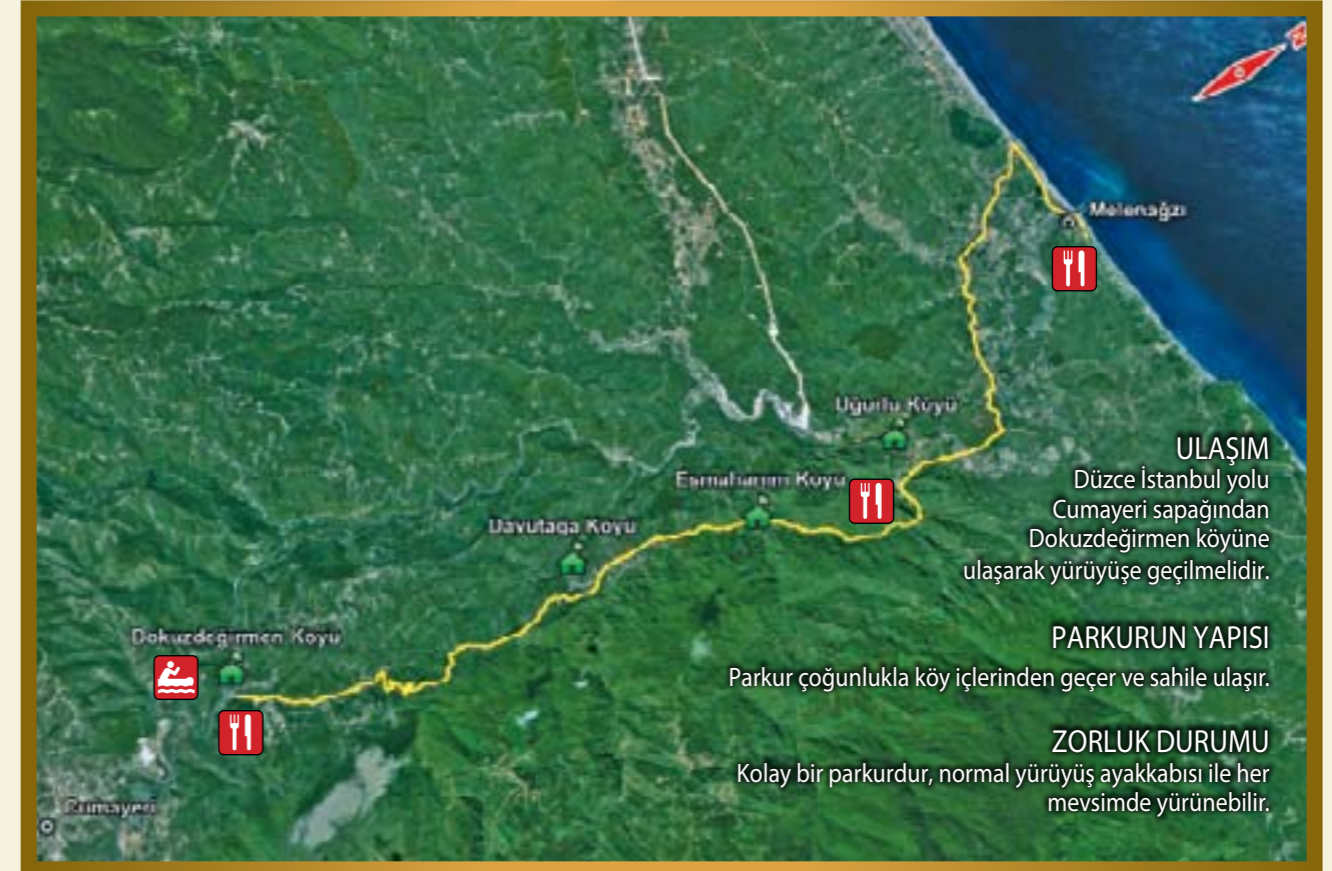 Melenağzı
Uğurlu Köyü
Esmahanım Köyü
Davutağa Köyü
Dokuzdeğirmen Köyü
Cumayeri
ULAŞIM
Düzce İstanbul yolu
Cumayeri sapağından
Dokuzdeğirmen köyüne
ulaşarak yürüyüşe geçilmelidir.
PARKURUN YAPISI
Parkur çoğunlukla köy içlerinden geçer ve sahile ulaşır.
ZORLUK DURUMU
Kolay bir parkurdur, normal yürüyüş ayakkabısı ile her
mevsimde yürünebilir.